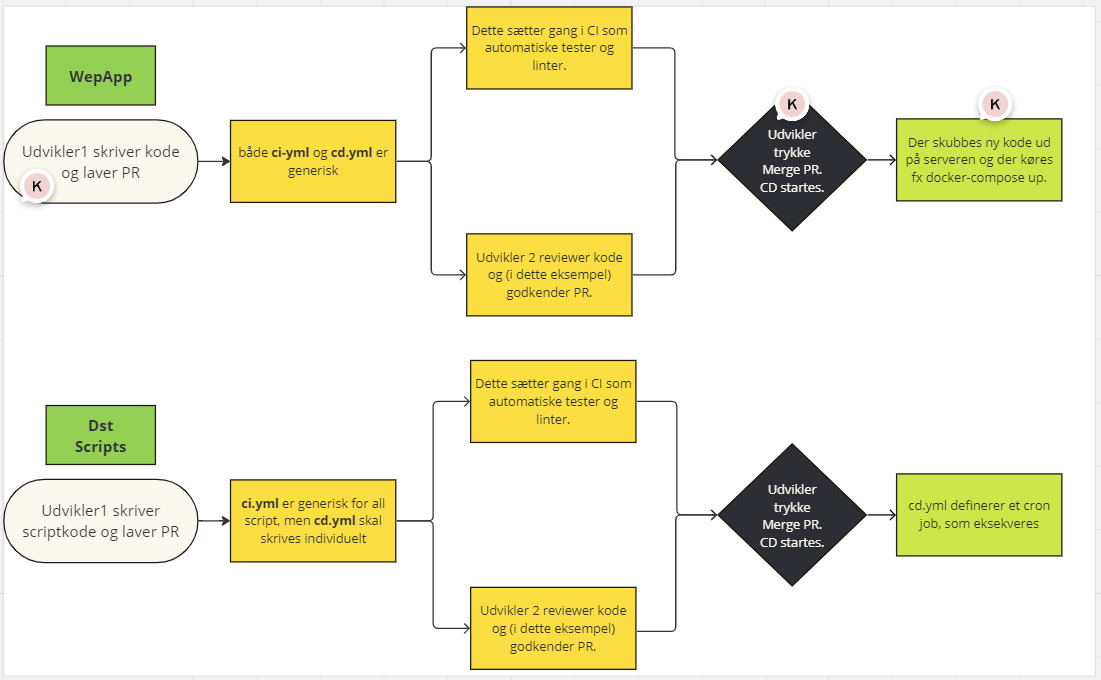 WepApp
Udvikler1 skriver kode
og laver PR
K
både ci-yml og cd.yml er
generisk
Dette sætter gang i CI som
automatiske tester og
linter.
Udvikler 2 reviewer kode
og (i dette eksempel)
godkender PR.
K
Udvikler
trykke
Merge PR.
CD startes.
K
Der skubbes ny kode ud
på serveren og der køres
fx docker-compose up.
Dst
Scripts
Udvikler1 skriver
scriptkode og laver PR
ci.yml er generisk for all
script, men cd.yml skal
skrives individuelt
Dette sætter gang i CI som
automatiske tester og
linter.
Udvikler 2 reviewer kode
og (i dette eksempel)
godkender PR.
Udvikler
trykke
Merge PR.
CD startes.
cd.yml definerer et cron
job, som eksekveres